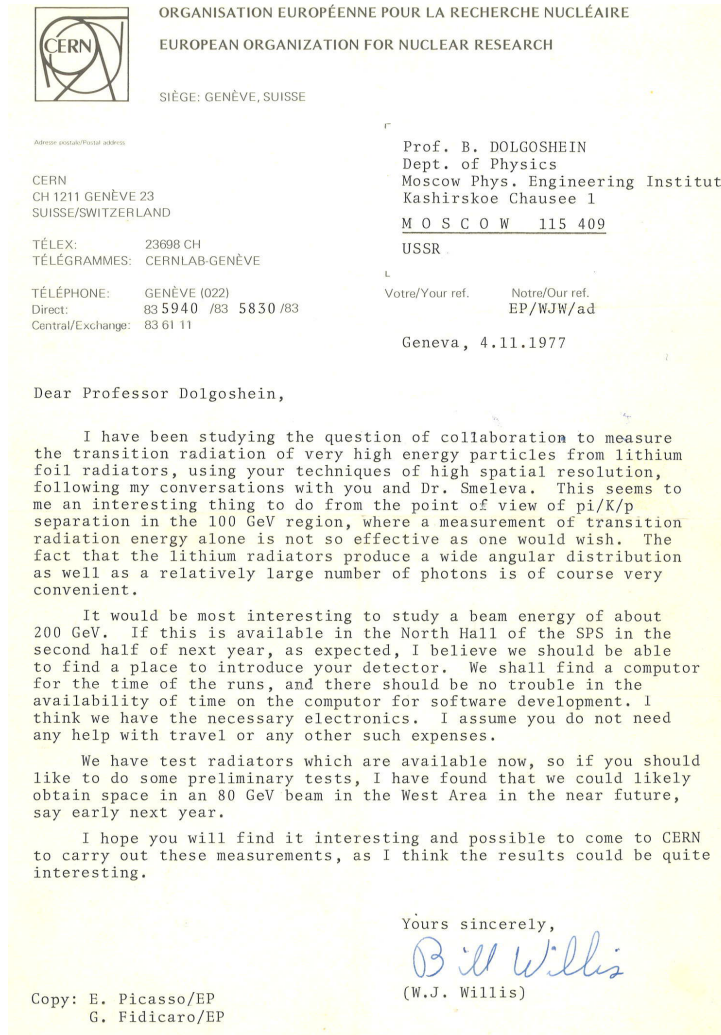 CERN
ORGANISATION EUROPÉENNE POUR LA RECHERCHE NUCLÉAIRE
EUROPEAN ORGANIZATION FOR NUCLEAR RESEARCH
SIÈGE: GENÈVE, SUISSE
Adresse postale/Postal address
CERN
CH 1211 GENÈVE 23
SUISSE/SWITZERLAND
TÉLEX: 23698 CH
TÉLÉGRAMMES: CERNLAB-GENÈVE
TÉLÉPHONE: GENÈVE (022)
Direct: 83 5940 /83 5830 /83
Central/Exchange: 83 61 11
Prof. B. DOLGOSHEIN
Dept. of Physics
Moscow Phys. Engineering Institut
Kashirskoe Chausee 1
M O S C O W 115 409
USSR
Votre/Your ref. Notre/Our ref.
EP/WJW/ad
Geneva, 4.11.1977
Dear Professor Dolgoshein,
I have been studying the question of collaboration to measure
the transition radiation of very high energy particles from lithium
foil radiators, using your techniques of high spatial resolution,
following my conversations with you and Dr. Smeleva. This seems to
me an interesting thing to do from the point of view of pi/K/p
separation in the 100 GeV region, where a measurement of transition
radiation energy alone is not so effective as one would wish. The
fact that the lithium radiators produce a wide angular distribution
as well as a relatively large number of photons is of course very
convenient.
It would be most interesting to study a beam energy of about
200 GeV. If this is available in the North Hall of the SPS in the
second half of next year, as expected, I believe we should be able
to find a place to introduce your detector. We shall find a computor
for the time of the runs, and there should be no trouble in the
availability of time on the computor for software development. I
think we have the necessary electronics. I assume you do not need
any help with travel or any other such expenses.
We have test radiators which are available now, so if you should
like to do some preliminary tests, I have found that we could likely
obtain space in an 80 GeV beam in the West Area in the near future,
say early next year.
I hope you will find it interesting and possible to come to CERN
to carry out these measurements, as I think the results could be quite
interesting.
Yours sincerely,
Bill Willis
(W.J. Willis)
Copy: E. Picasso/EP
G. Fidicaro/EP